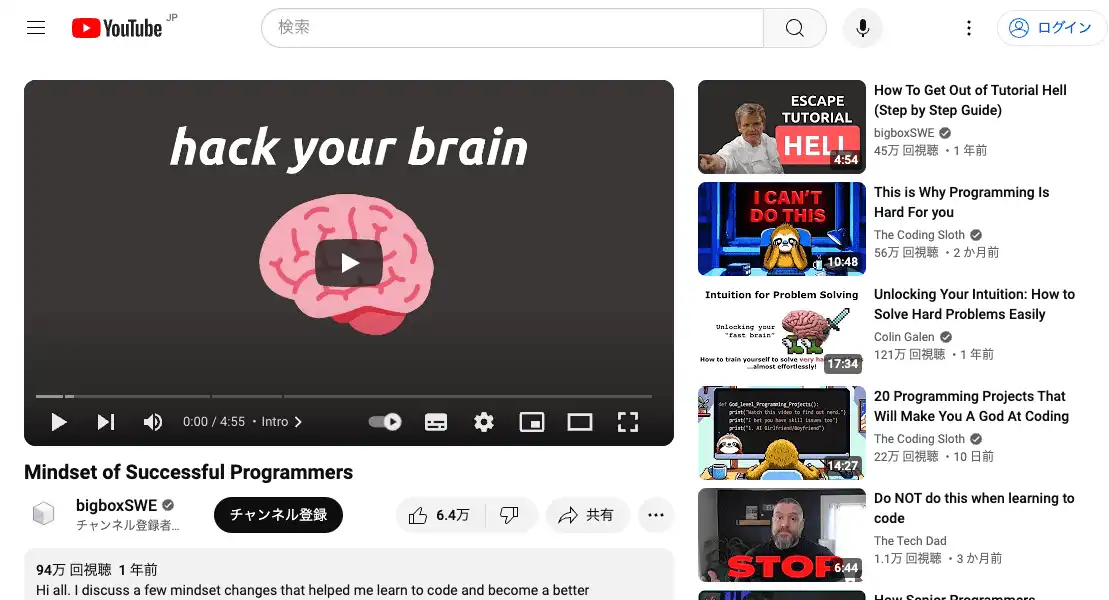 YouTube JP
検索
ログイン
hack your brain
0:00 / 4:55 • Intro
Mindset of Successful Programmers
bigboxSWE
チャンネル登録者...
チャンネル登録
6.4万
共有
94万 回視聴 1 年前
Hi all. I discuss a few mindset changes that helped me learn to code and become a better
ESCAPE
TUTORIAL
HELL
4:54
How To Get Out of Tutorial Hell
(Step by Step Guide)
bigboxSWE
45万 回視聴 • 1 年前
I CAN'T
DO THIS
10:48
This is Why Programming Is
Hard For you
The Coding Sloth
56万 回視聴 • 2 か月前
Intuition for Problem Solving
Unlocking your
"fast brain"
How to train yourself to solve very
...almost effortlessly!
17:34
Unlocking Your Intuition: How to
Solve Hard Problems Easily
Colin Galen
121万 回視聴 • 1 年前
def God_level_Programming_Projects():
print("Watch this video to find out nerd.")
print("I bet you have skill issues too")
print("1. AI Girlfriend/Boyfriend")
14:27
20 Programming Projects That
Will Make You A God At Coding
The Coding Sloth
22万 回視聴 • 10 日前
STOP
6:44
Do NOT do this when learning to
code
The Tech Dad
1.1万 回視聴 • 3 か月前
How Senior Programmers